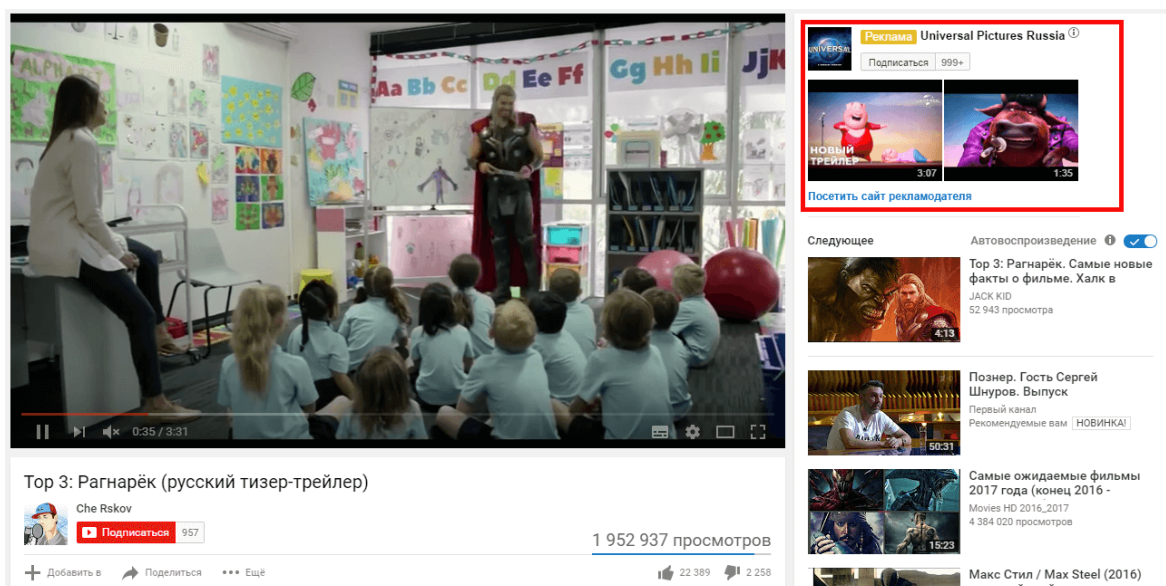 ALPHABET
Aa Bb Cc
Dd Ee Ff
Gg Hh Ii
Jj
0:35 / 3:31
Тор 3: Рагнарёк (русский тизер-трейлер)
Che Rskov
Подписаться 957
1 952 937 просмотров
Добавить в Поделиться Ещё
22 389 2 258
UNIVERSAL
Реклама Universal Pictures Russia
Подписаться 999+
НОВЫЙ
ТРЕЙЛЕР
3:07
1:35
Посетить сайт рекламодателя
Следующее Автовоспроизведение
Тор 3: Рагнарёк. Самые новые
факты о фильме. Халк в
JACK KID
52 943 просмотра
4:13
Познер. Гость Сергей
Шнуров. Выпуск
Первый канал
Рекомендуемые вам НОВИНКА!
50:31
Самые ожидаемые фильмы
2017 года (конец 2016 -
Movies HD 2016_2017
4 384 020 просмотров
15:23
Макс Стил / Max Steel (2016)